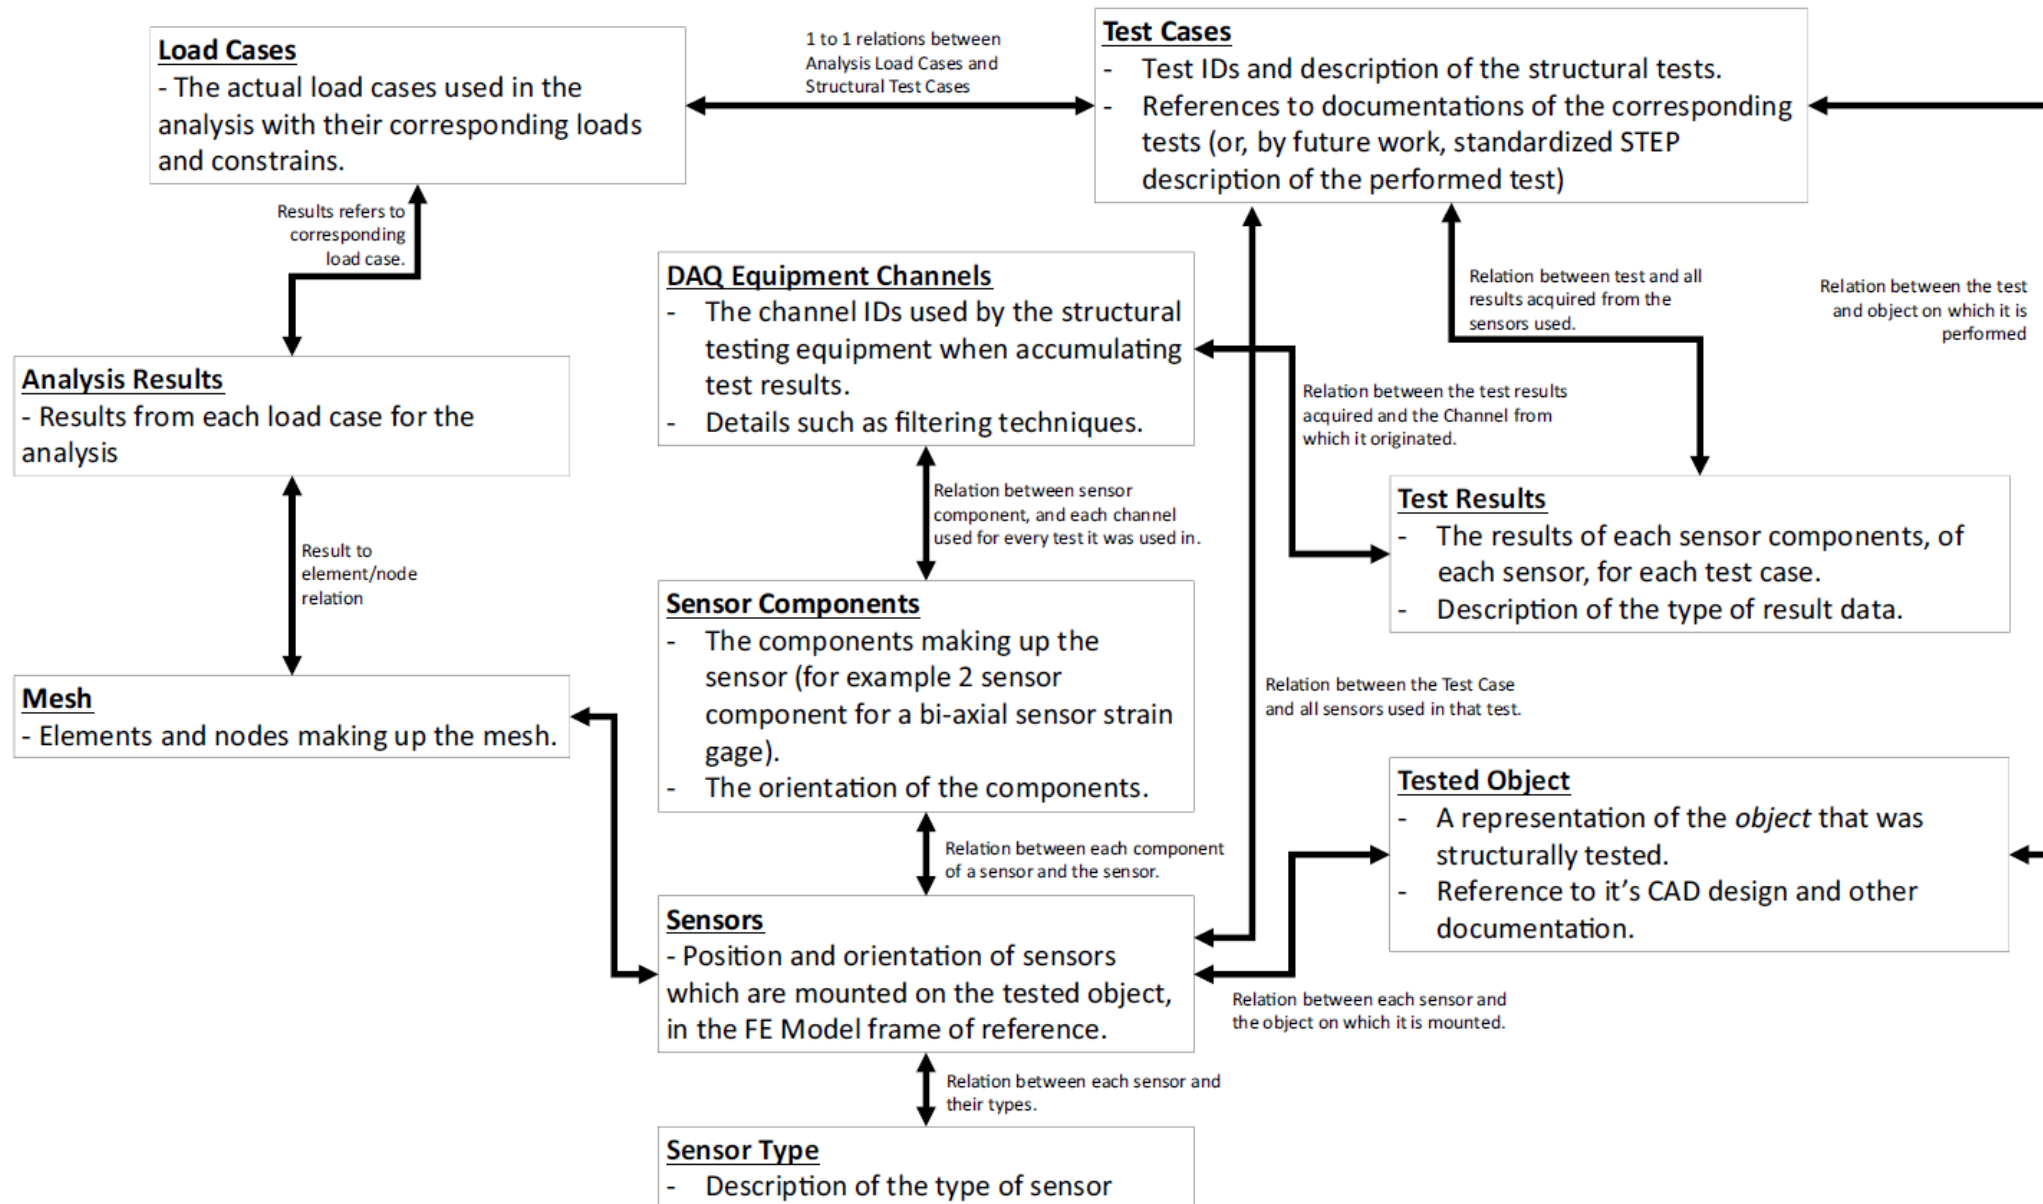 Load Cases
- The actual load cases used in the
analysis with their corresponding loads
and constrains.
1 to 1 relations between
Analysis Load Cases and
Structural Test Cases
Test Cases
- Test IDs and description of the structural tests.
- References to documentations of the corresponding
tests (or, by future work, standardized STEP
description of the performed test)
Results refers to
corresponding
load case.
DAQ Equipment Channels
- The channel IDs used by the structural
testing equipment when accumulating
test results.
- Details such as filtering techniques.
Relation between test and all
results acquired from the
sensors used.
Relation between the test
and object on which it is
performed
Analysis Results
- Results from each load case for the
analysis
Relation between the test results
acquired and the Channel from
which it originated.
Relation between sensor
component, and each channel
used for every test it was used in.
Test Results
- The results of each sensor components, of
each sensor, for each test case.
- Description of the type of result data.
Result to
element/node
relation
Sensor Components
- The components making up the
sensor (for example 2 sensor
component for a bi-axial sensor strain
gage).
- The orientation of the components.
Mesh
- Elements and nodes making up the mesh.
Relation between the Test Case
and all sensors used in that test.
Tested Object
- A representation of the object that was
structurally tested.
- Reference to it's CAD design and other
documentation.
Relation between each component
of a sensor and the sensor.
Sensors
- Position and orientation of sensors
which are mounted on the tested object,
in the FE Model frame of reference.
Relation between each sensor and
the object on which it is mounted.
Relation between each sensor and
their types.
Sensor Type
- Description of the type of sensor